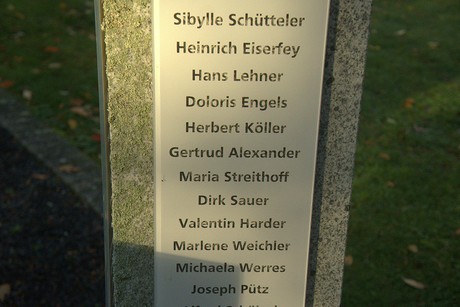 Sibylle Schütteler
Heinrich Eiserfey
Hans Lehner
Doloris Engels
Herbert Köller
Gertrud Alexander
Maria Streithoff
Dirk Sauer
Valentin Harder
Marlene Weichler
Michaela Werres
Joseph Pütz